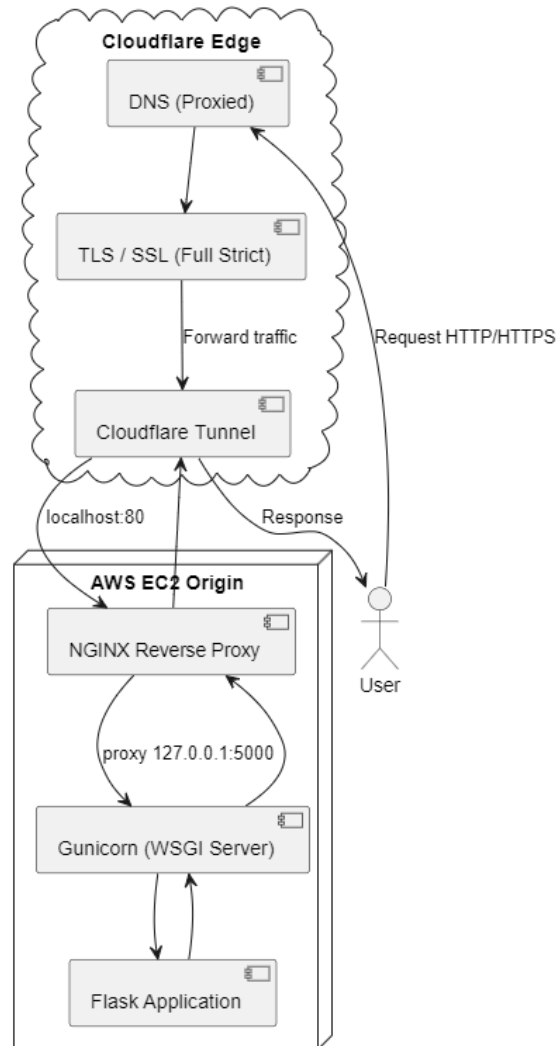 Cloudflare Edge
DNS (Proxied)
TLS / SSL (Full Strict)
Forward traffic
Request HTTP/HTTPS
Cloudflare Tunnel
localhost:80
Response
AWS EC2 Origin
NGINX Reverse Proxy
User
proxy 127.0.0.1:5000
Gunicorn (WSGI Server)
Flask Application